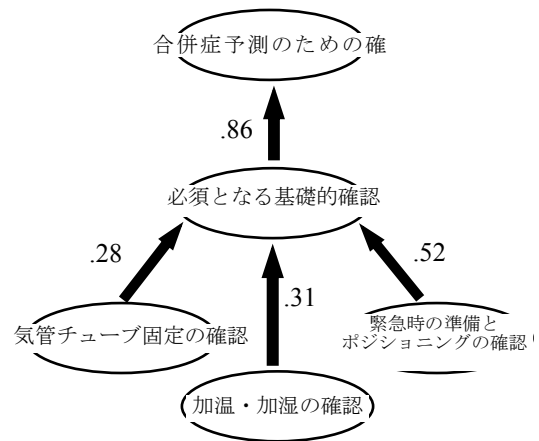 合併症予測のための確
.86
必須となる基礎的確認
.28
.52
.31
気管チューブ固定の確認
緊急時の準備と
ポジショニングの確認
加温・加湿の確認